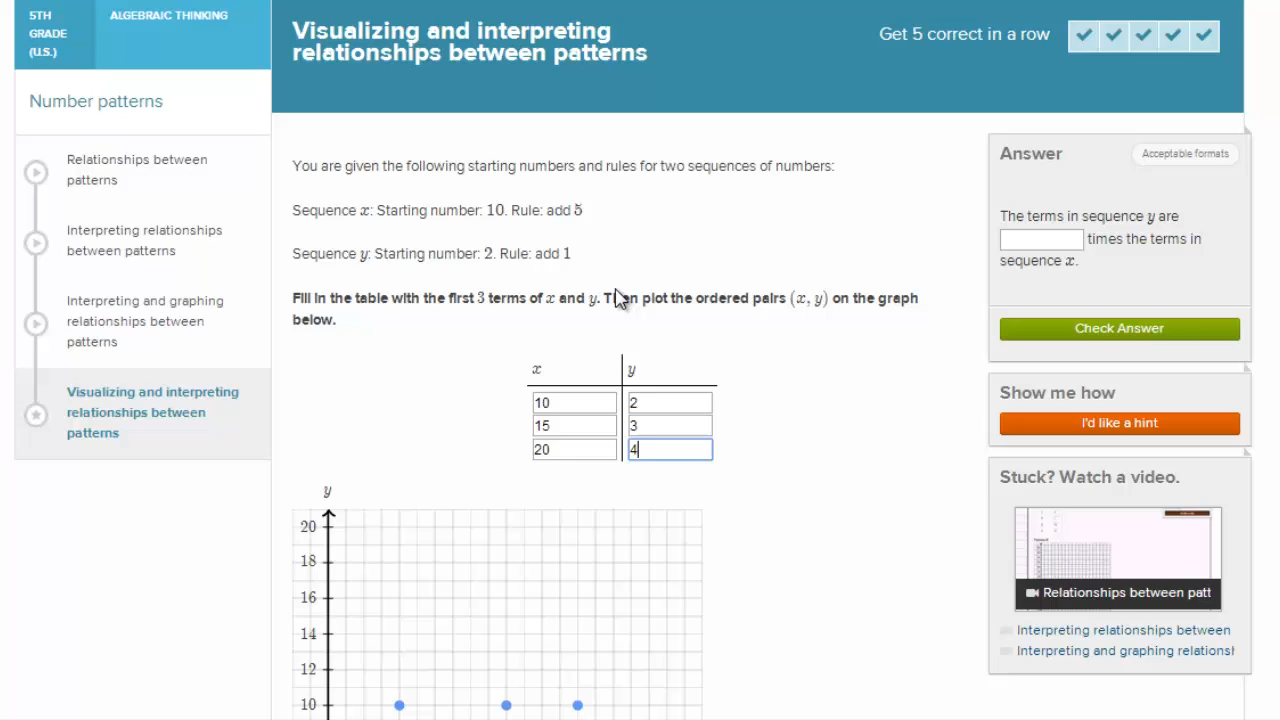 5TH
GRADE
(U.S.)
ALGEBRAIC THINKING
Visualizing and interpreting
relationships between patterns
Get 5 correct in a row
Number patterns
Relationships between
patterns
Interpreting relationships
between patterns
Interpreting and graphing
relationships between
patterns
Visualizing and interpreting
relationships between
patterns
You are given the following starting numbers and rules for two sequences of numbers:
Sequence x: Starting number: 10. Rule: add 5
Sequence y: Starting number: 2. Rule: add 1
Fill in the table with the first 3 terms of x and y. Then plot the ordered pairs (x, y) on the graph
below.
x y
10 2
15 3
20 4
y
20
18
16
14
12
10
Answer
Acceptable formats
The terms in sequence y are
times the terms in
sequence x.
Check Answer
Show me how
I'd like a hint
Stuck? Watch a video.
Relationships between patt
Interpreting relationships between
Interpreting and graphing relations